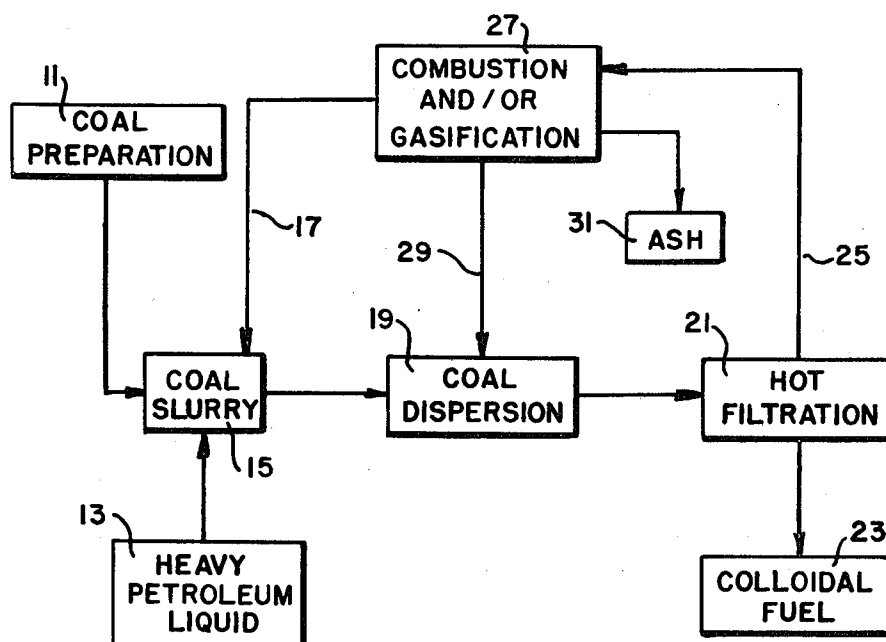 27
COMBUSTION
AND/OR
GASIFICATION
11
COAL
PREPARATION
17
29
31
ASH
25
19
COAL
DISPERSION
21
HOT
FILTRATION
COAL
SLURRY
15
13
HEAVY
PETROLEUM
LIQUID
23
COLLOIDAL
FUEL